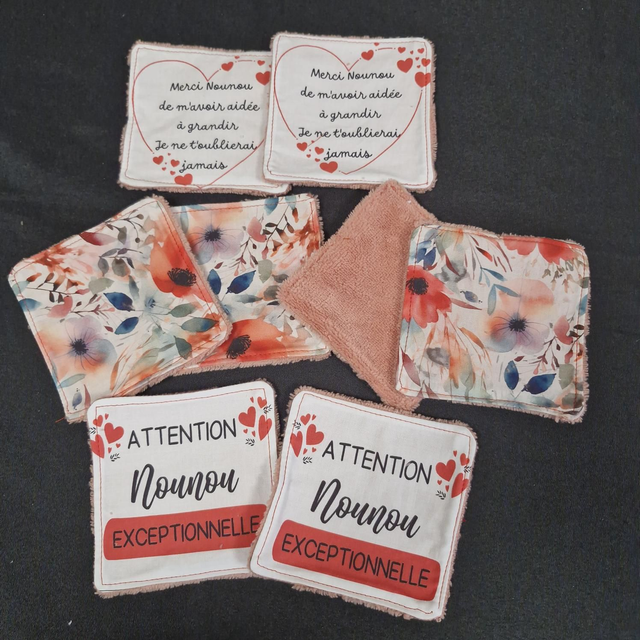 Merci Nounou
de m'avoir aidée
à grandir
Je ne t'oublierai
jamais
Merci Nounou
de m'avoir aidée
à grandir
Je ne t'oublierai
jamais
ATTENTION
Nounou
EXCEPTIONNELLE
ATTENTION
Nounou
EXCEPTIONNELLE